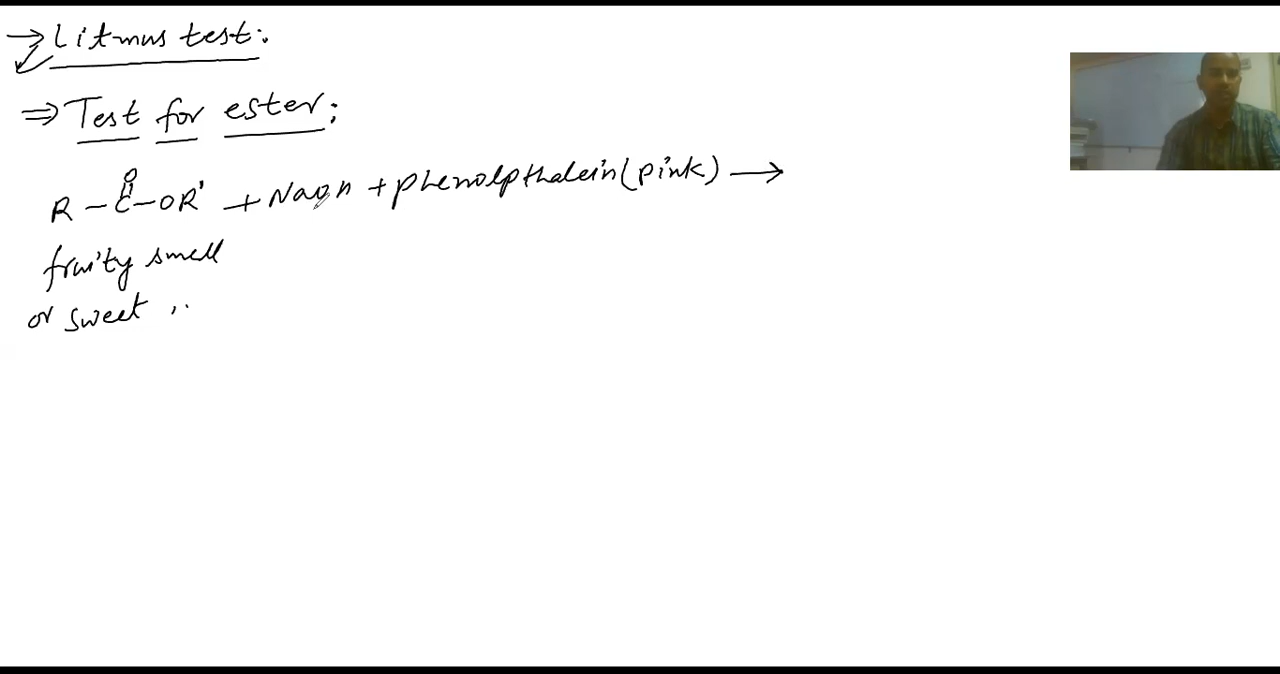 → Litmus test:
⇒ Test for ester:
O
R - C - OR' + NaOH + phenolpthalein (pink) →
fruity smell
or sweet ,,